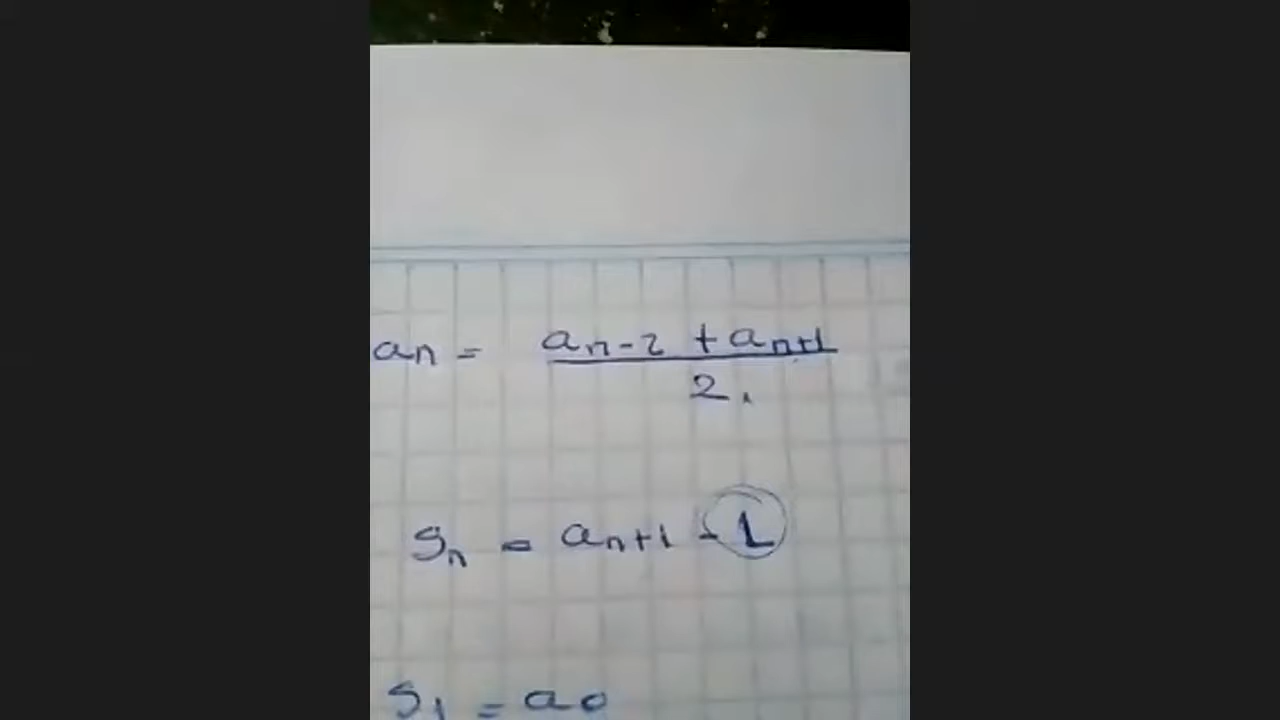 an = an-2 + an+1
2.
Sn = an+1 - 1
S1 = a0